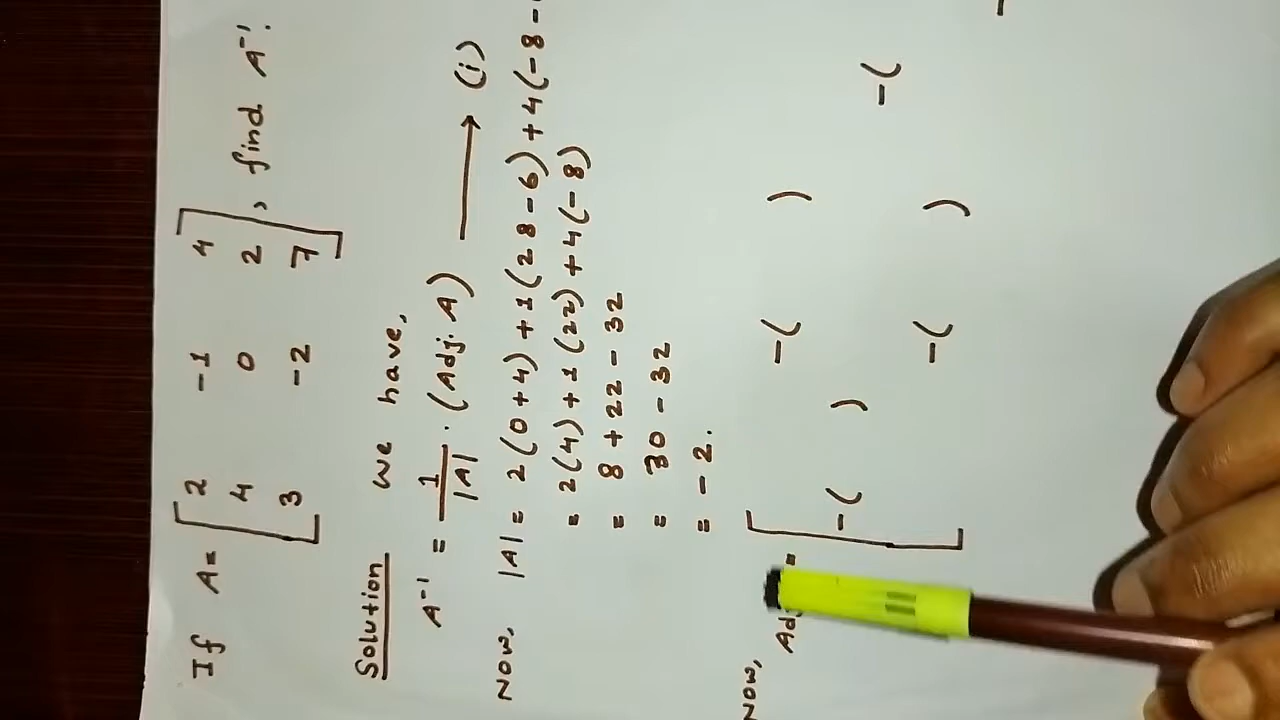 If A = [ 2 -1 4
4 0 2
3 -2 7 ], find A⁻¹.
Solution we have,
A⁻¹ = 1/|A| . (Adj. A) ⟶ (i)
Now, |A| = 2(0+4) + 1(28-6) + 4(-8-
= 2(4) + 1(22) + 4(-8)
= 8 + 22 - 32
= 30 - 32
= -2.
Now,
= [ -( )
-( ) -(
-( )